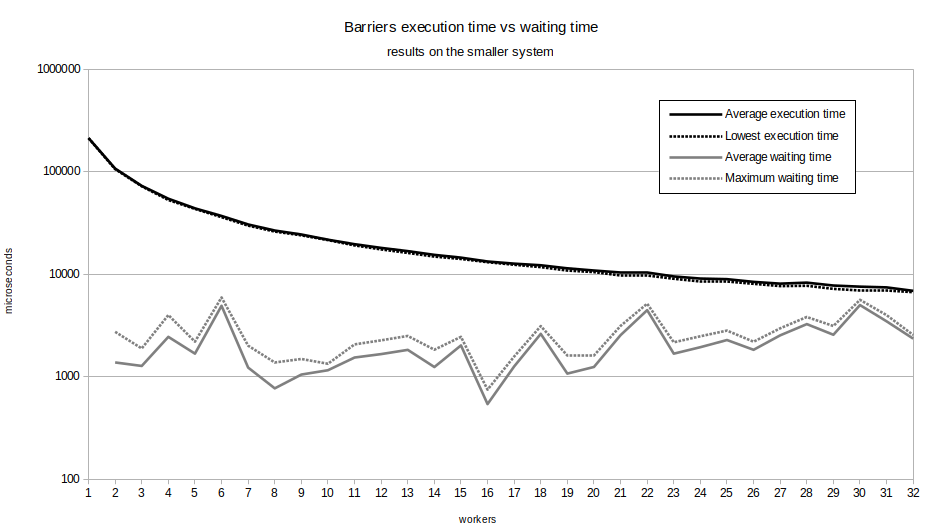 Barriers execution time vs waiting time
results on the smaller system
1000000
100000
10000
1000
100
microseconds
Average execution time
Lowest execution time
Average waiting time
Maximum waiting time
1 2 3 4 5 6 7 8 9 10 11 12 13 14 15 16 17 18 19 20 21 22 23 24 25 26 27 28 29 30 31 32
workers